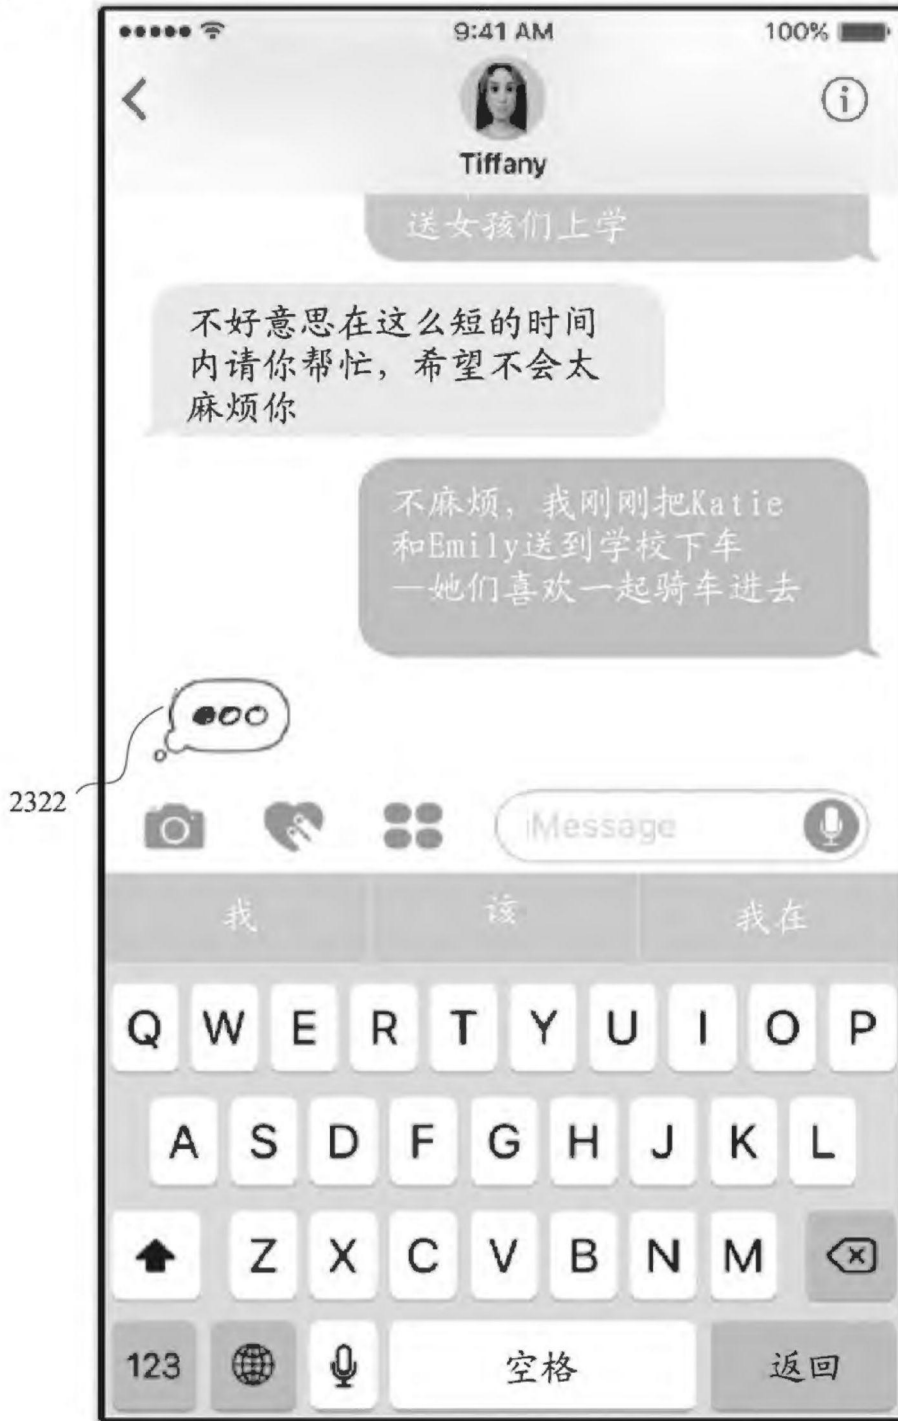 9:41 AM
100%
Tiffany
送女孩们上学
不好意思在这么短的时间
内请你帮忙，希望不会太
麻烦你
不麻烦，我刚刚把Katie
和Emily送到学校下车
—她们喜欢一起骑车进去
2322
iMessage
我 该 我在
Q W E R T Y U I O P
A S D F G H J K L
Z X C V B N M
123 空格 返回